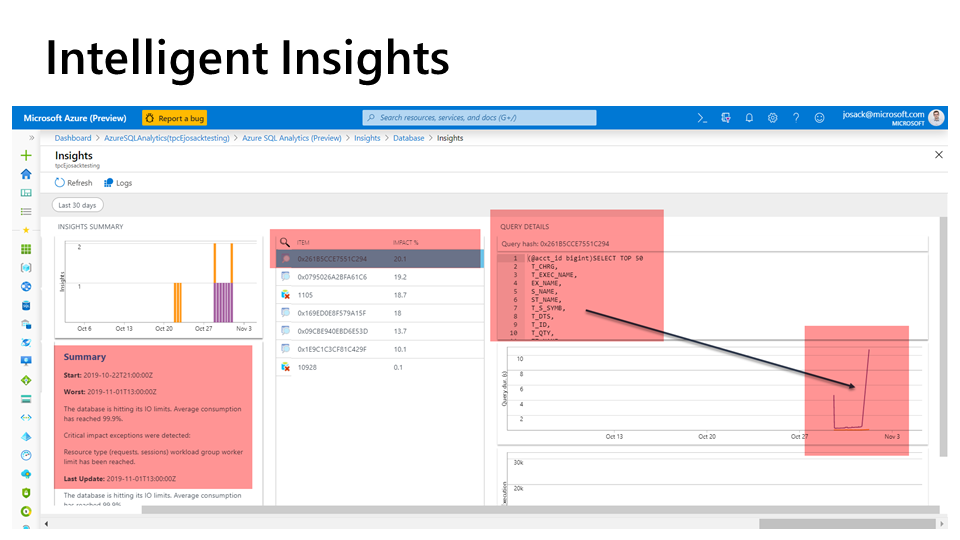 Intelligent Insights
Microsoft Azure (Preview)
Report a bug
Search resources, services, and docs (G+/)
josack@microsoft.com
MICROSOFT
Dashboard > AzureSQLAnalytics(tpcEjosacktesting) > Azure SQL Analytics (Preview) > Insights > Database > Insights
Insights
tpcEjosacktesting
Refresh
Logs
Last 30 days
INSIGHTS SUMMARY
Insights
2
1
Oct 6
Oct 13
Oct 20
Oct 27
Nov 3
Summary
Start: 2019-10-22T21:00:00Z
Worst: 2019-11-01T13:00:00Z
The database is hitting its IO limits. Average consumption
has reached 99.9%.
Critical impact exceptions were detected:
Resource type (requests, sessions) workload group worker
limit has been reached.
Last Update: 2019-11-01T13:00:00Z
The database is hitting its IO limits. Average consumption
has reached 99.8%.
ITEM IMPACT %
0x261B5CCE7551C294 20.1
0x0795026A2BFA61C6 19.2
1105 18.7
0x169ED0E8F579A15F 18
0x09CBE940EBD6E53D 13.7
0x1E9C1C3CF81C429F 10.1
10928 0.1
QUERY DETAILS
Query hash: 0x261B5CCE7551C294
1 (@acct_id bigint)SELECT TOP 50
2 T_CHRG,
3 T_EXEC_NAME,
4 EX_NAME,
5 S_NAME,
6 ST_NAME,
7 T_S_SYMB,
8 T_DTS,
9 T_ID,
10 T_QTY,
Query dur. (s)
10
8
6
4
2
Oct 13
Oct 20
Oct 27
Nov 3
30k
20k